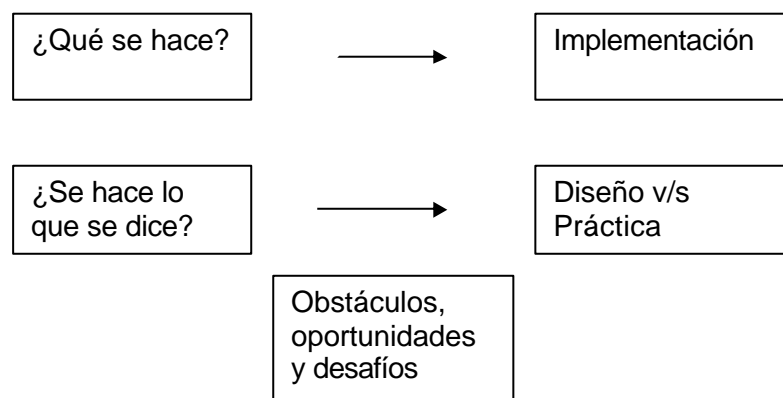 ¿Qué se hace?
Implementación
¿Se hace lo
que se dice?
Diseño v/s
Práctica
Obstáculos,
oportunidades
y desafíos